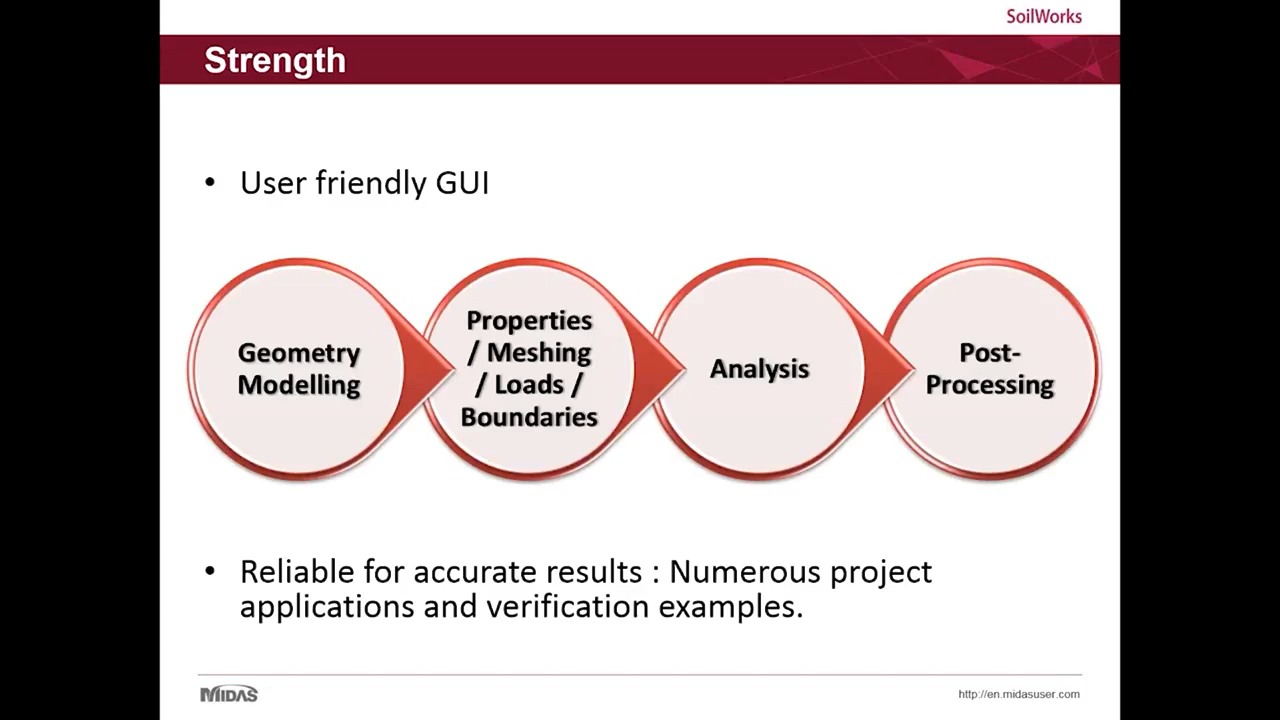 SoilWorks
Strength
• User friendly GUI
Geometry
Modelling
Properties
/ Meshing
/ Loads /
Boundaries
Analysis
Post-
Processing
• Reliable for accurate results : Numerous project
applications and verification examples.
MIDAS
http://en.midasuser.com